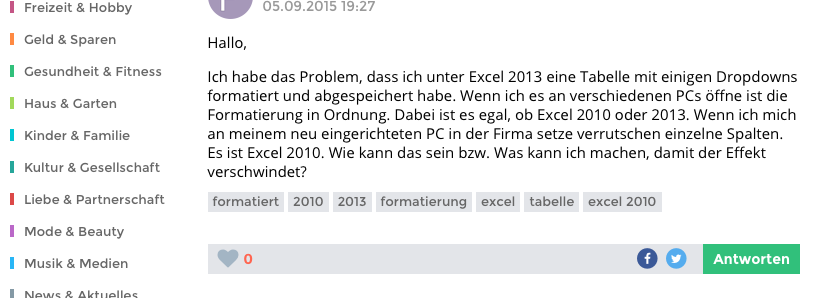 Freizeit & Hobby
Geld & Sparen
Gesundheit & Fitness
Haus & Garten
Kinder & Familie
Kultur & Gesellschaft
Liebe & Partnerschaft
Mode & Beauty
Musik & Medien
News & Aktuelles
05.09.2015 19:27
Hallo,
Ich habe das Problem, dass ich unter Excel 2013 eine Tabelle mit einigen Dropdowns
formatiert und abgespeichert habe. Wenn ich es an verschiedenen PCs öffne ist die
Formatierung in Ordnung. Dabei ist es egal, ob Excel 2010 oder 2013. Wenn ich mich
an meinem neu eingerichteten PC in der Firma setze verrutschen einzelne Spalten.
Es ist Excel 2010. Wie kann das sein bzw. Was kann ich machen, damit der Effekt
verschwindet?
formatiert 2010 2013 formatierung excel tabelle excel 2010
0 Antworten